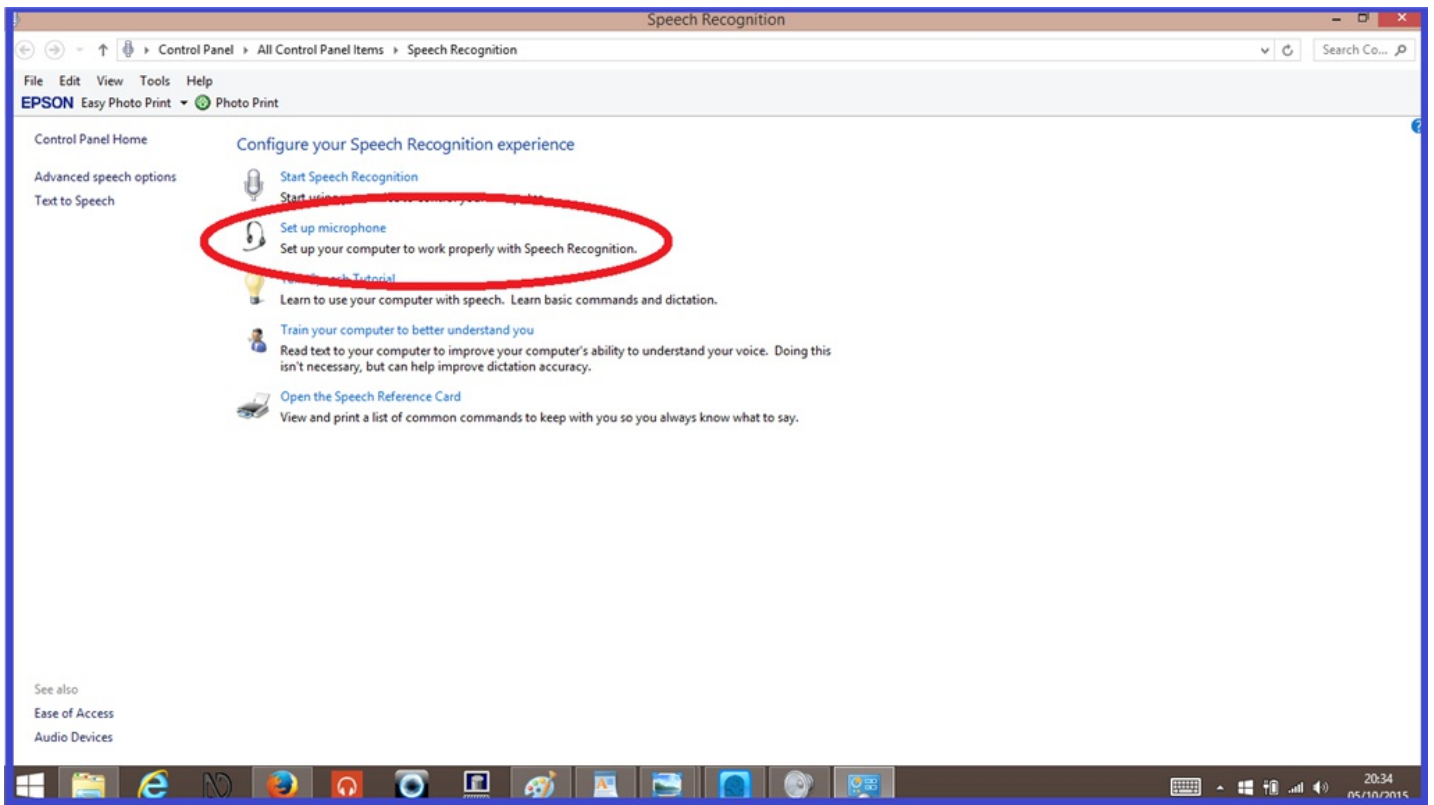 Speech Recognition
Control Panel All Control Panel Items Speech Recognition
Search Co...
File Edit View Tools Help
EPSON Easy Photo Print Photo Print
Control Panel Home
Advanced speech options
Text to Speech
Configure your Speech Recognition experience
Start Speech Recognition
Start
Set up microphone
Set up your computer to work properly with Speech Recognition.
Tutorial
Learn to use your computer with speech. Learn basic commands and dictation.
Train your computer to better understand you
Read text to your computer to improve your computer's ability to understand your voice. Doing this
isn't necessary, but can help improve dictation accuracy.
Open the Speech Reference Card
View and print a list of common commands to keep with you so you always know what to say.
See also
Ease of Access
Audio Devices
20:34
05/10/2015